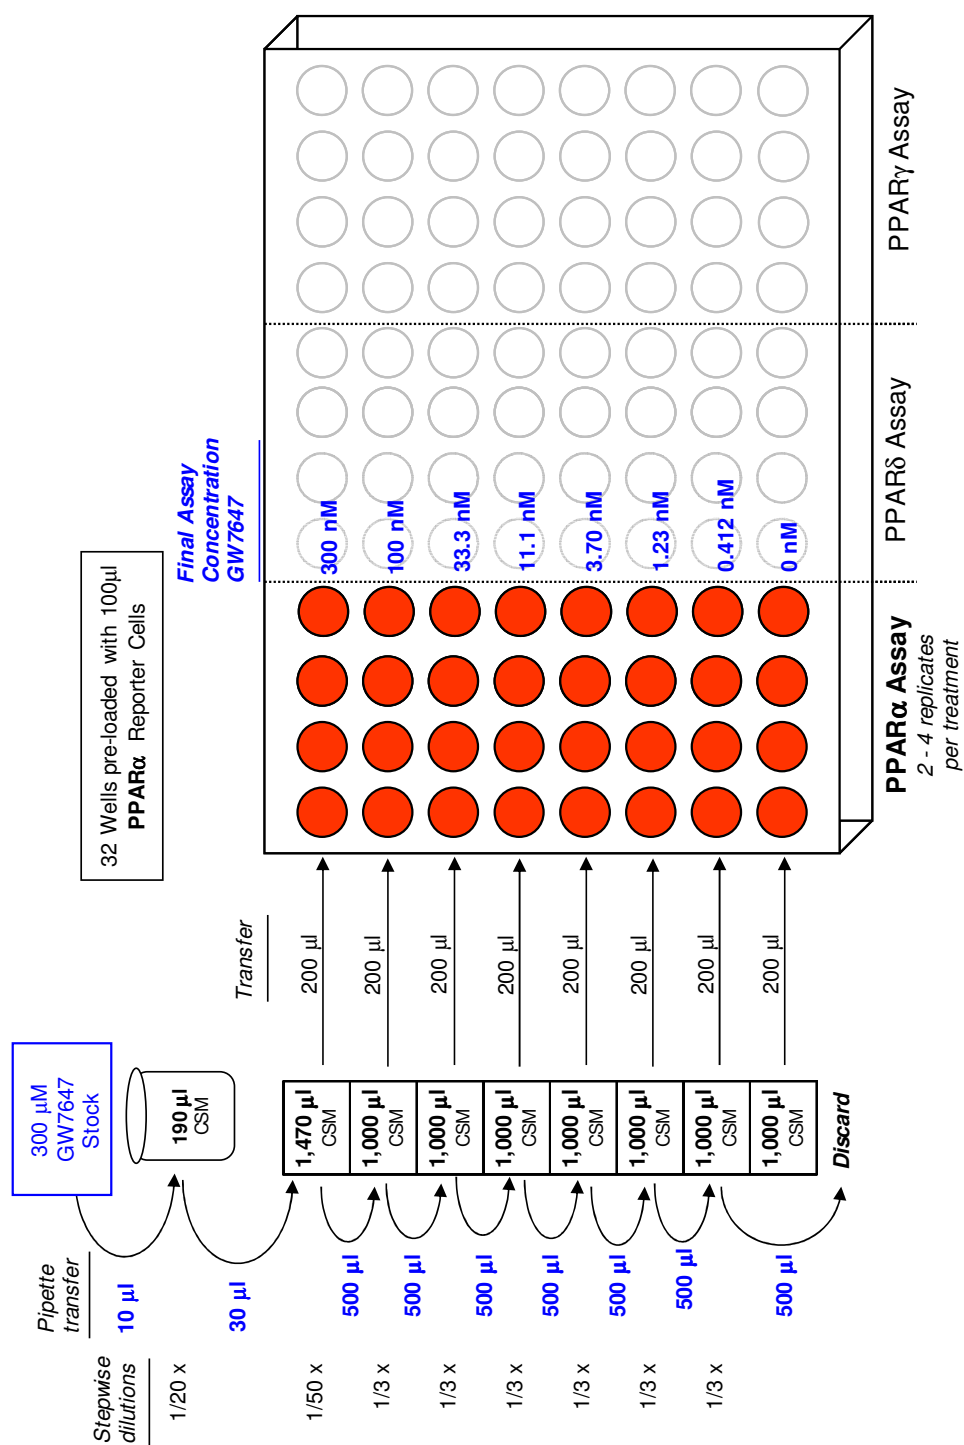 Stepwise
dilutions
1/20 x
1/50 x
1/3 x
1/3 x
1/3 x
1/3 x
1/3 x
1/3 x
Pipette
transfer
10 µl
30 µl
500 µl
500 µl
500 µl
500 µl
500 µl
500 µl
500 µl
300 µM
GW7647
Stock
190 µl
CSM
1,470 µl
CSM
1,000 µl
CSM
1,000 µl
CSM
1,000 µl
CSM
1,000 µl
CSM
1,000 µl
CSM
1,000 µl
CSM
1,000 µl
CSM
Discard
Transfer
200 µl
200 µl
200 µl
200 µl
200 µl
200 µl
200 µl
200 µl
32 Wells pre-loaded with 100µl
PPARα Reporter Cells
Final Assay
Concentration
GW7647
300 nM
100 nM
33.3 nM
11.1 nM
3.70 nM
1.23 nM
0.412 nM
0 nM
PPARα Assay
2 - 4 replicates
per treatment
PPARδ Assay
PPARγ Assay